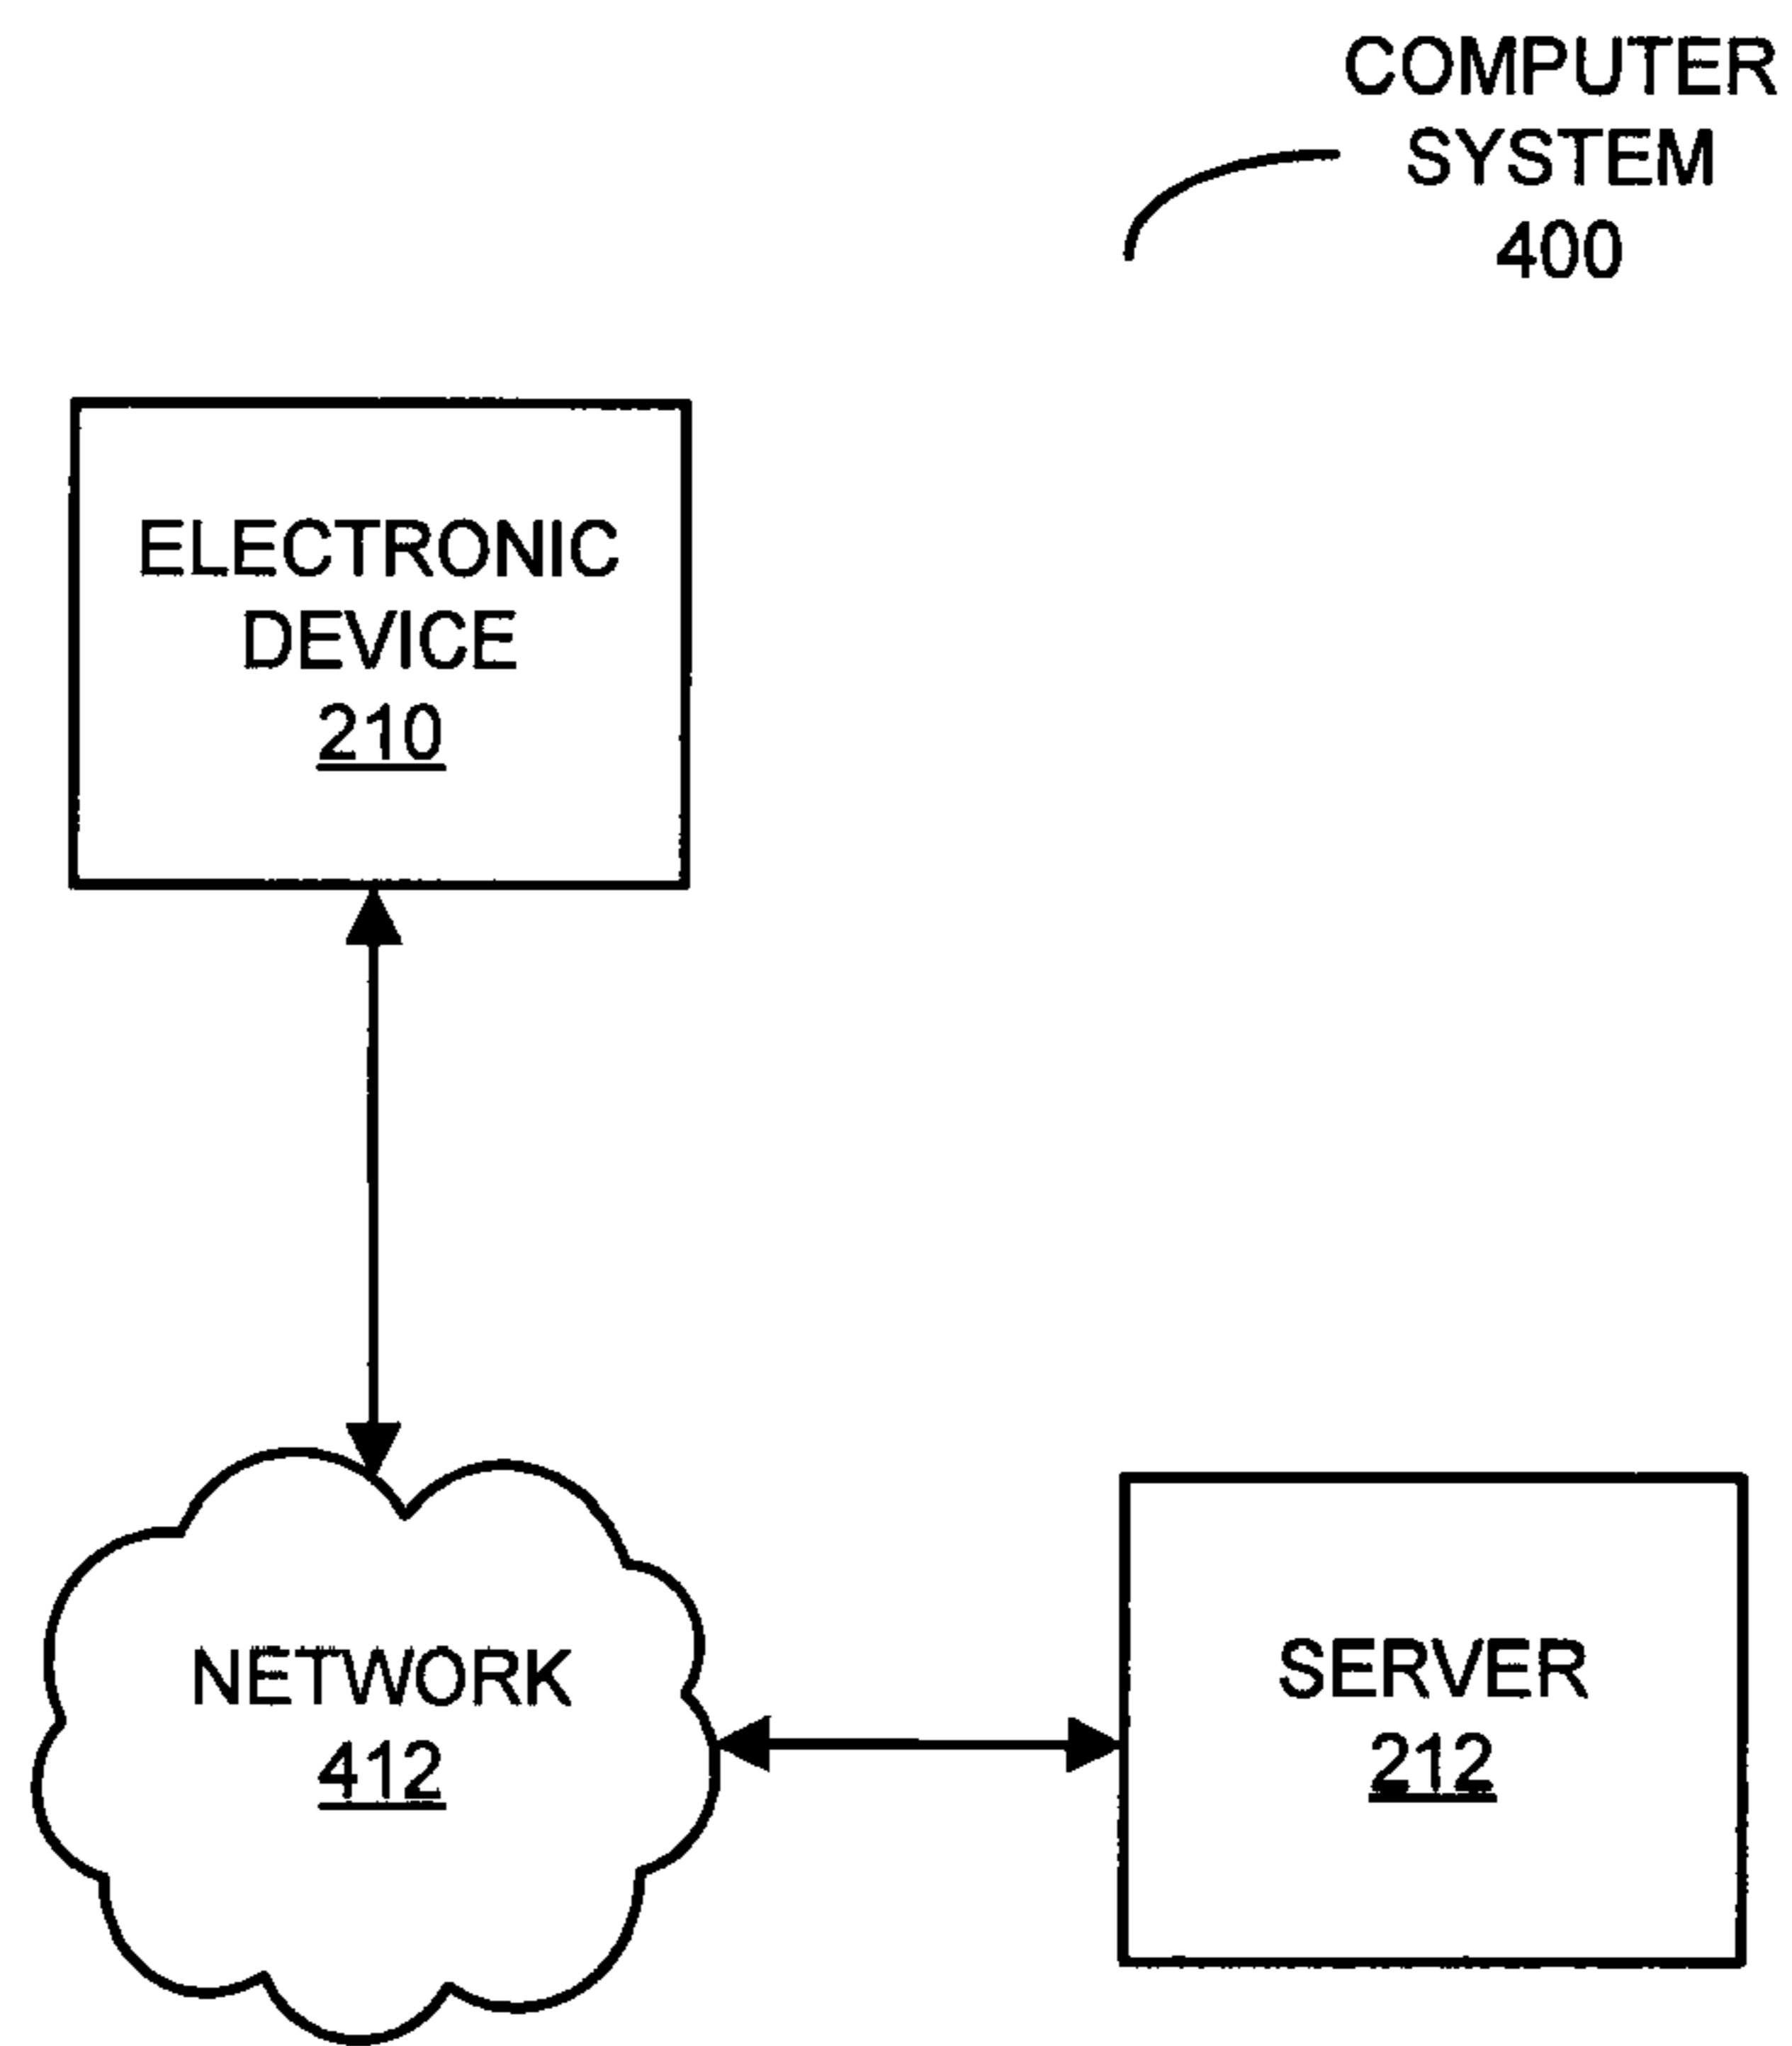 COMPUTER
SYSTEM
400
ELECTRONIC
DEVICE
210
NETWORK
412
SERVER
212